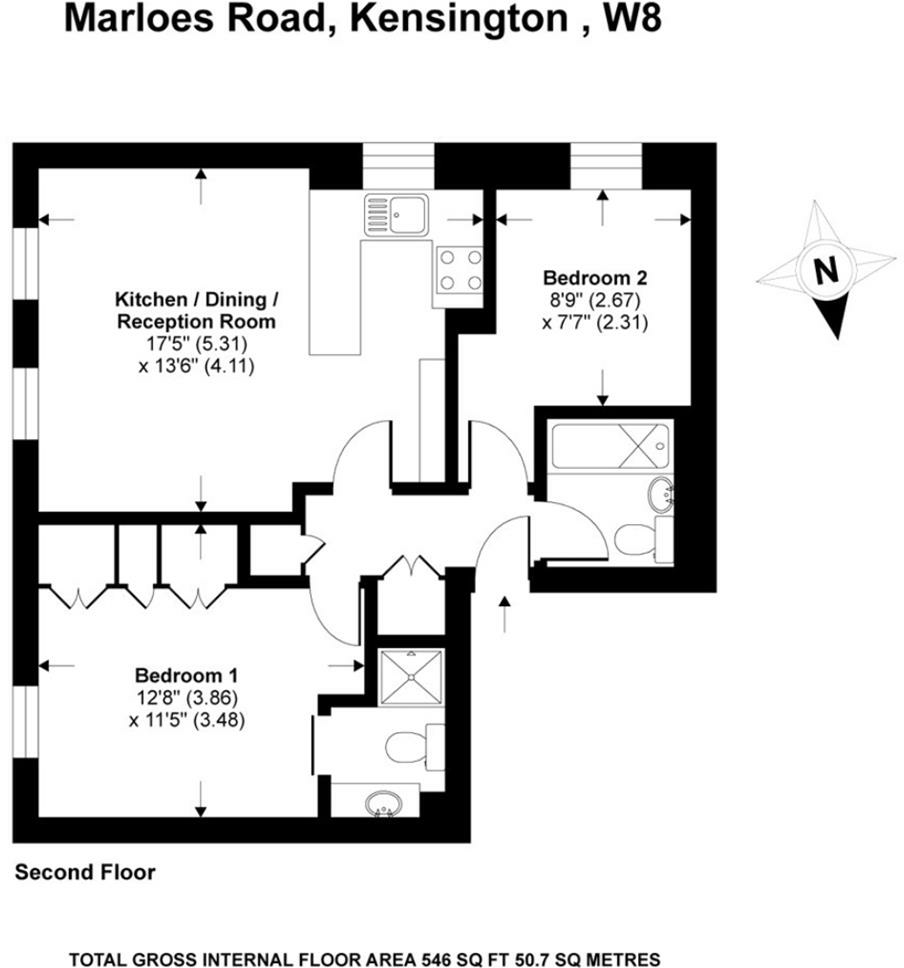 Marloes Road, Kensington , W8
Kitchen / Dining /
Reception Room
17'5" (5.31)
x 13'6" (4.11)
Bedroom 2
8'9" (2.67)
x 7'7" (2.31)
N
Bedroom 1
12'8" (3.86)
x 11'5" (3.48)
Second Floor
TOTAL GROSS INTERNAL FLOOR AREA 546 SQ FT 50.7 SQ METRES